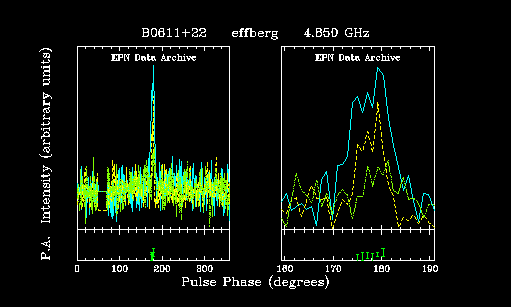 B0611+22 effberg 4.850 GHz
EPN Data Archive EPN Data Archive
P.A. Intensity (arbitrary units)
0 100 200 300 160 170 180 190
Pulse Phase (degrees)